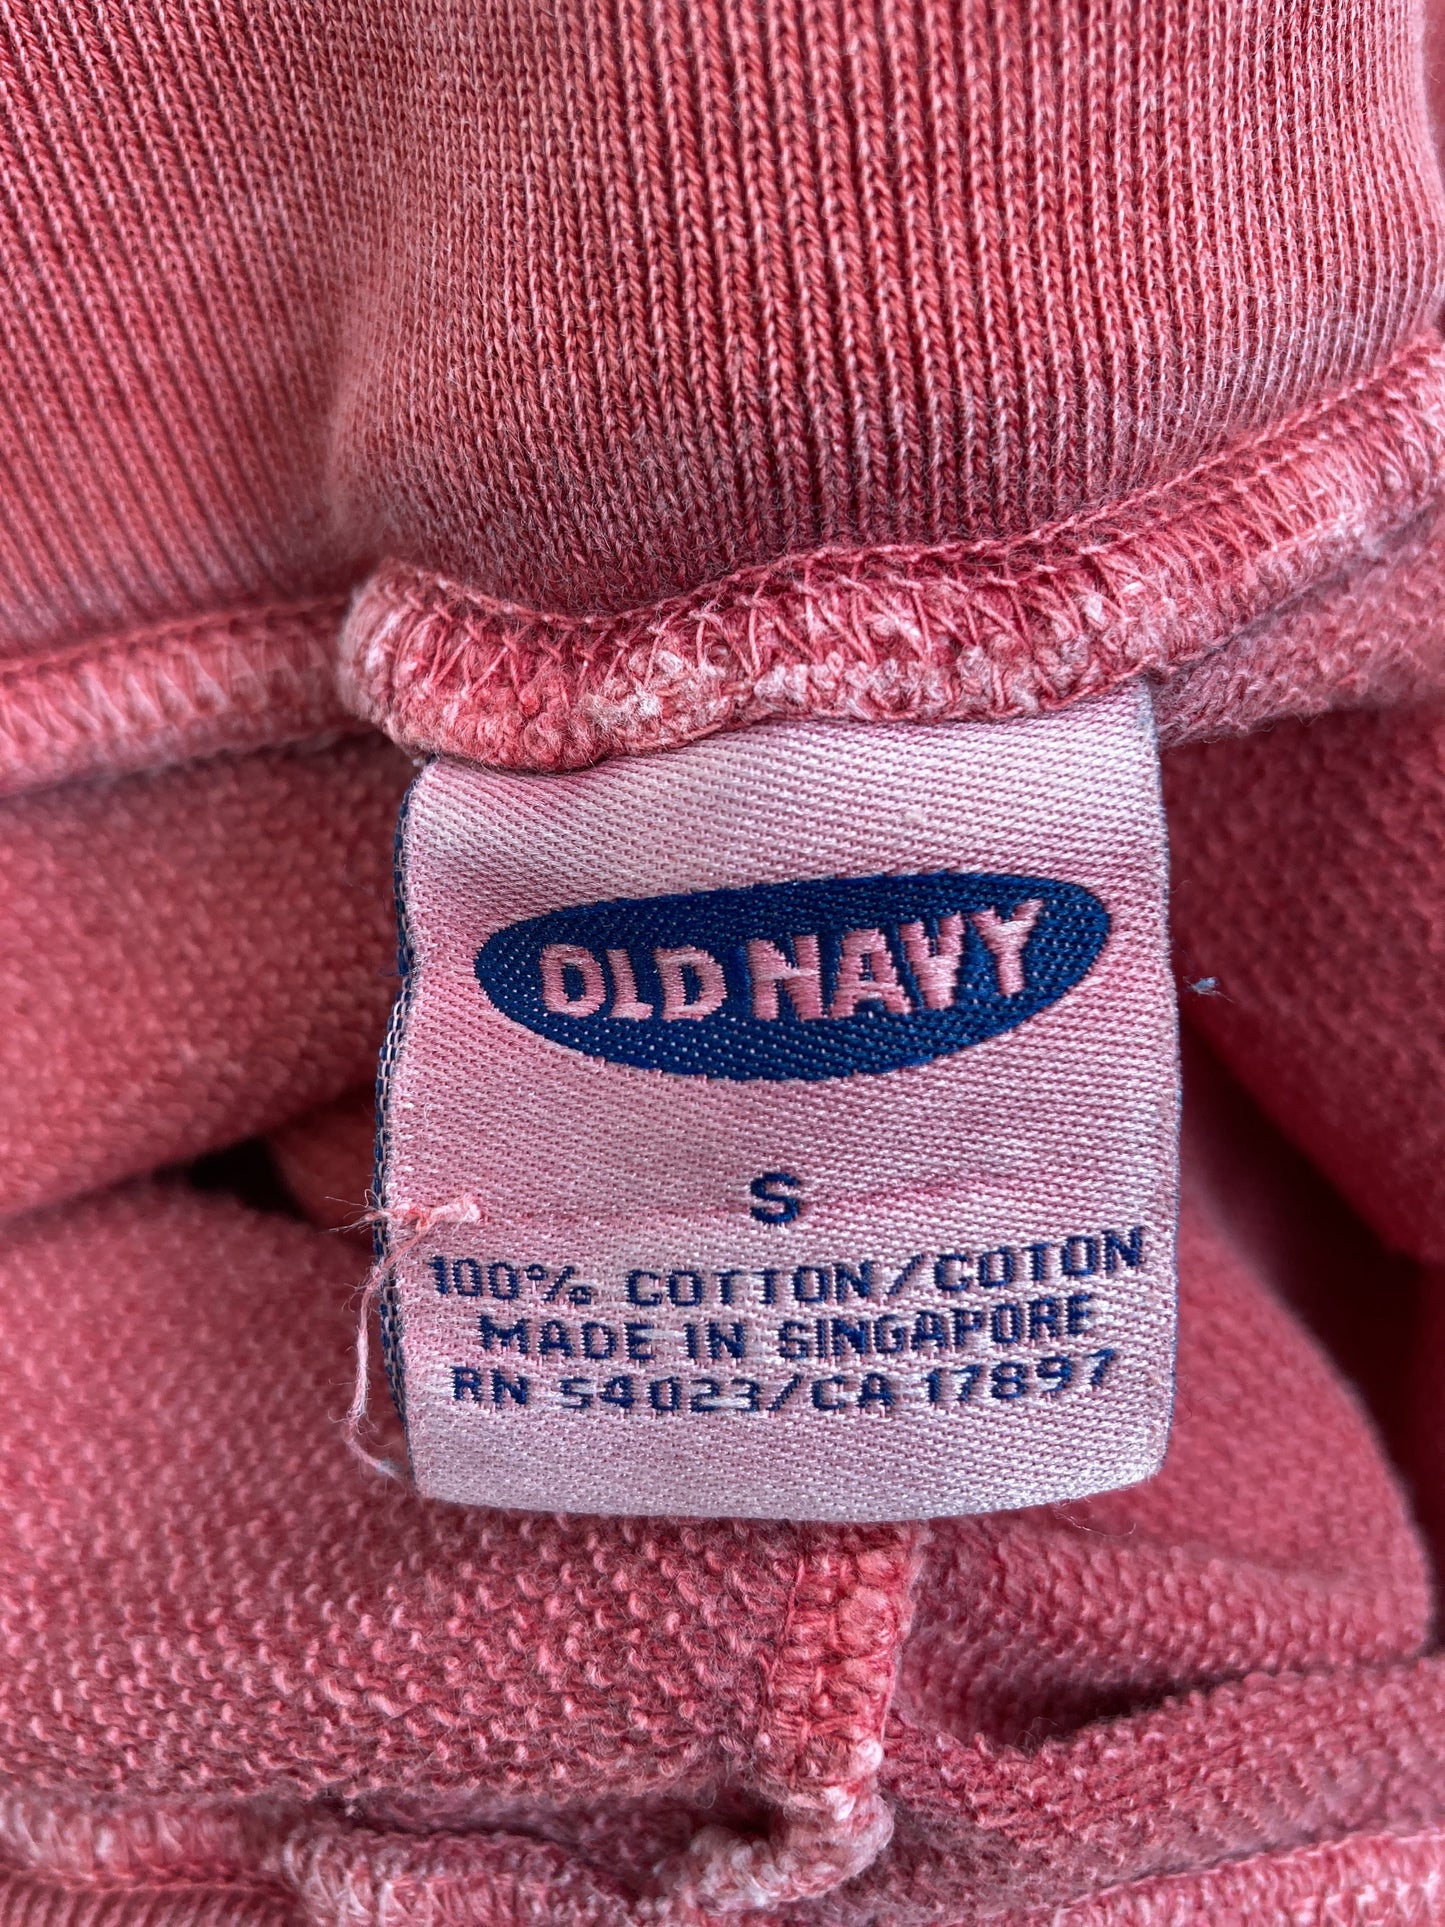 OLD NAVY
S
100% COTTON/COTON
MADE IN SINGAPORE
RN 54023/CA 17897